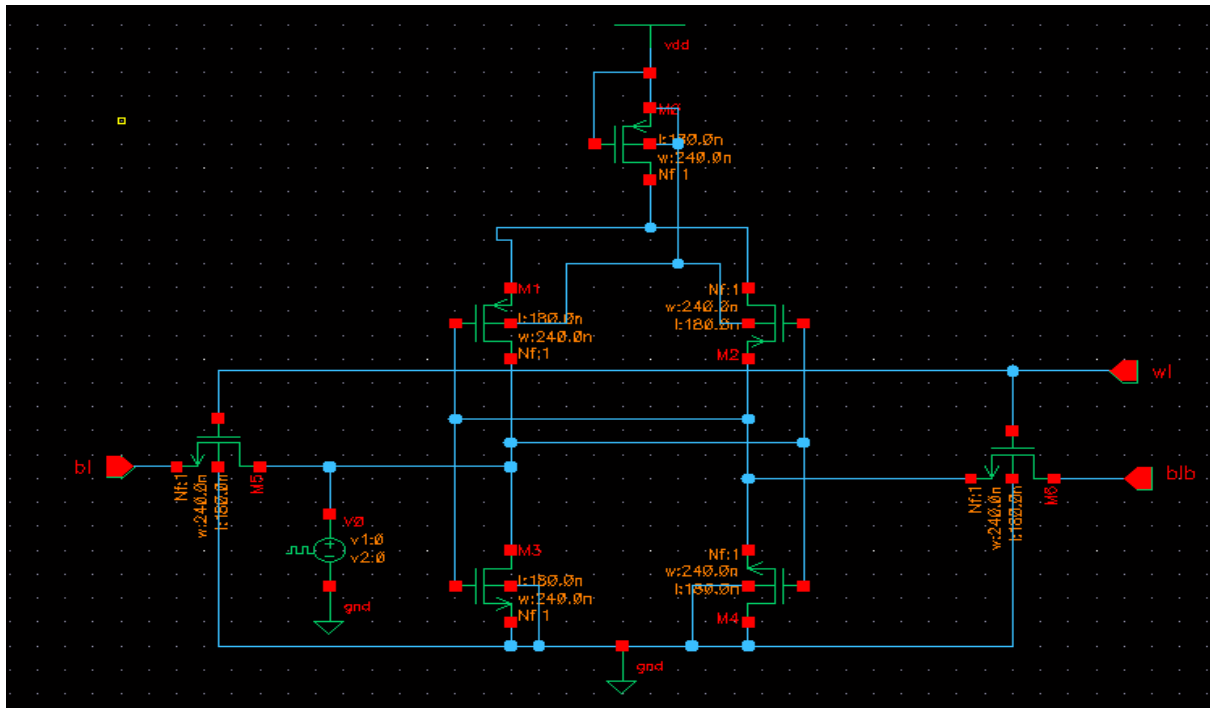 vdd
M0
l:180.0n
w:240.0n
Nf:1
M1
l:180.0n
w:240.0n
Nf:1
Nf:1
w:240.0n
l:180.0n
M2
wl
bl
Nf:1
w:240.0n
l:180.0n
M5
V0
v1:0
v2:0
gnd
M3
l:180.0n
w:240.0n
Nf:1
Nf:1
w:240.0n
l:180.0n
M4
Nf:1
w:240.0n
l:180.0n
M6
blb
gnd